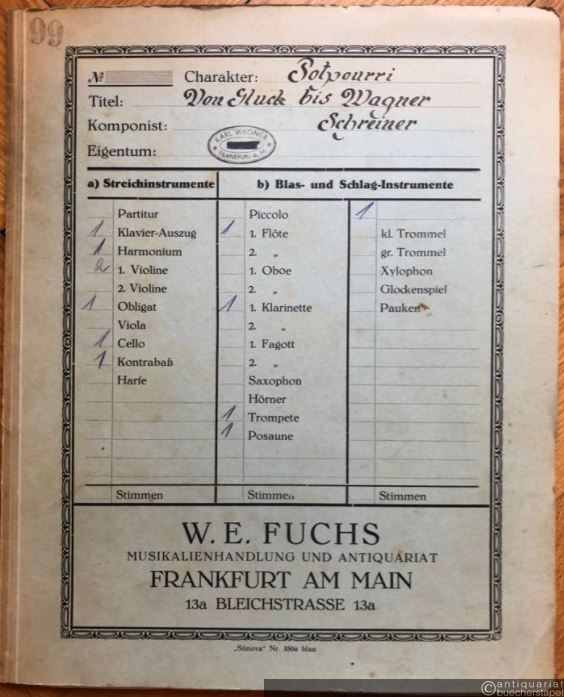 99
№ Charakter: Potpourri
Titel: Von Gluck bis Wagner
Komponist: Schreiner
Eigentum: KARL WAGNER FRANKFURT A. M.
a) Streichinstrumente
Partitur
1 Klavier-Auszug
1 Harmonium
2 1. Violine
2. Violine
1 Obligat
Viola
1 Cello
1 Kontrabaß
Harfe
Stimmen
b) Blas- und Schlag-Instrumente
Piccolo
1 1. Flöte
2. „
1. Oboe
2. „
1 1. Klarinette
2. „
1. Fagott
2. „
Saxophon
Hörner
1 Trompete
1 Posaune
Stimmen
1
kl. Trommel
gr. Trommel
Xylophon
Glockenspiel
Pauken
Stimmen
W. E. FUCHS
MUSIKALIENHANDLUNG UND ANTIQUARIAT
FRANKFURT AM MAIN
13a BLEICHSTRASSE 13a
„Sünova“ Nr. 350a blau
©antiquariat
buecherstapel